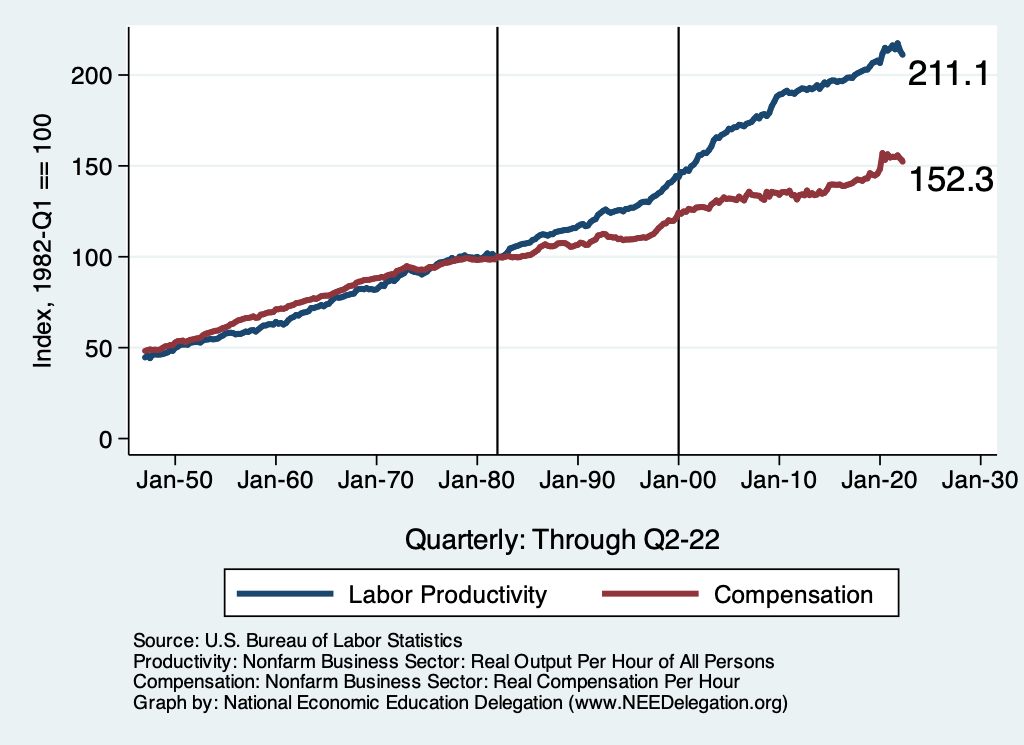 Index, 1982-Q1 == 100
200
150
100
50
0
211.1
152.3
Jan-50 Jan-60 Jan-70 Jan-80 Jan-90 Jan-00 Jan-10 Jan-20 Jan-30
Quarterly: Through Q2-22
Labor Productivity Compensation
Source: U.S. Bureau of Labor Statistics
Productivity: Nonfarm Business Sector: Real Output Per Hour of All Persons
Compensation: Nonfarm Business Sector: Real Compensation Per Hour
Graph by: National Economic Education Delegation (www.NEEDelegation.org)